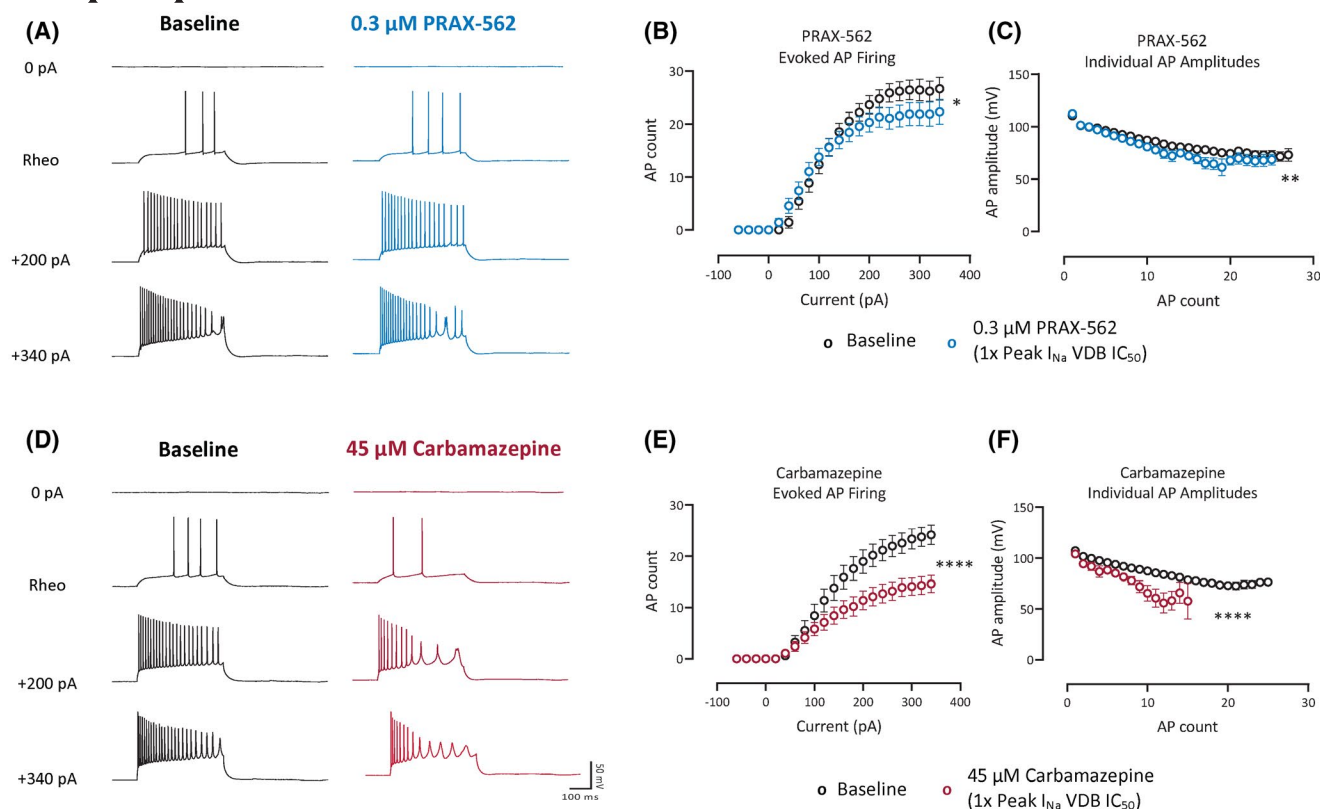 (A)
Baseline
0.3 µM PRAX-562
0 pA
Rheo
+200 pA
+340 pA
(B)
PRAX-562
Evoked AP Firing
30
20
10
0
AP count
*
-100
0
100
200
300
400
Current (pA)
(C)
PRAX-562
Individual AP Amplitudes
150
100
50
0
AP amplitude (mV)
**
0
10
20
30
AP count
Baseline
0.3 µM PRAX-562
(1x Peak INa VDB IC50)
(D)
Baseline
45 µM Carbamazepine
0 pA
Rheo
+200 pA
+340 pA
50 mV
100 ms
(E)
Carbamazepine
Evoked AP Firing
30
20
10
0
AP count
****
-100
0
100
200
300
400
Current (pA)
(F)
Carbamazepine
Individual AP Amplitudes
150
100
50
0
AP amplitude (mV)
****
0
10
20
30
AP count
Baseline
45 µM Carbamazepine
(1x Peak INa VDB IC50)